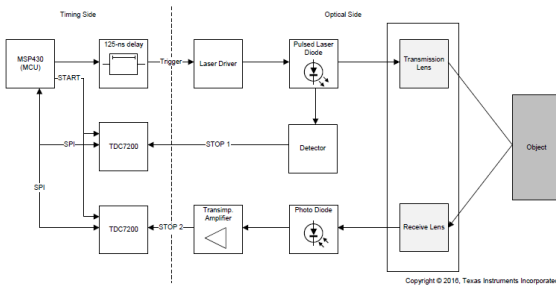 Timing Side
Optical Side
MSP430
(MCU)
START
125-ns delay
Trigger
Laser Driver
Pulsed Laser
Diode
Transmission
Lens
Object
SPI
TDC7200
STOP 1
Detector
SPI
TDC7200
STOP 2
Transimp.
Amplifier
Photo Diode
Receive Lens
Copyright © 2016, Texas Instruments Incorporated